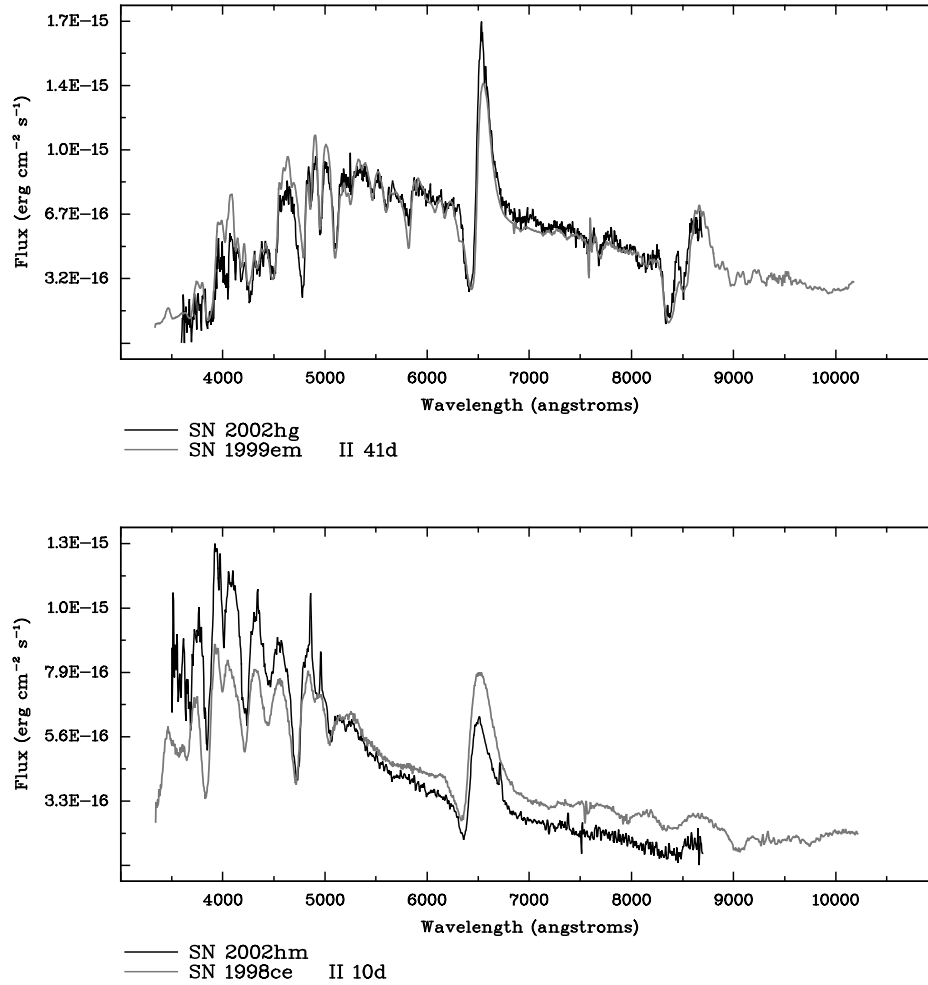 1.7E−15
1.4E−15
1.0E−15
6.7E−16
3.2E−16
Flux (erg cm⁻² s⁻¹)
4000 5000 6000 7000 8000 9000 10000
Wavelength (angstroms)
SN 2002hg
SN 1999em II 41d
1.3E−15
1.0E−15
7.9E−16
5.6E−16
3.3E−16
Flux (erg cm⁻² s⁻¹)
4000 5000 6000 7000 8000 9000 10000
Wavelength (angstroms)
SN 2002hm
SN 1998ce II 10d